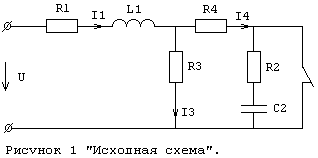 R1
I1
L1
R4
I4
U
R3
R2
I3
C2
Рисунок 1 "Исходная схема".